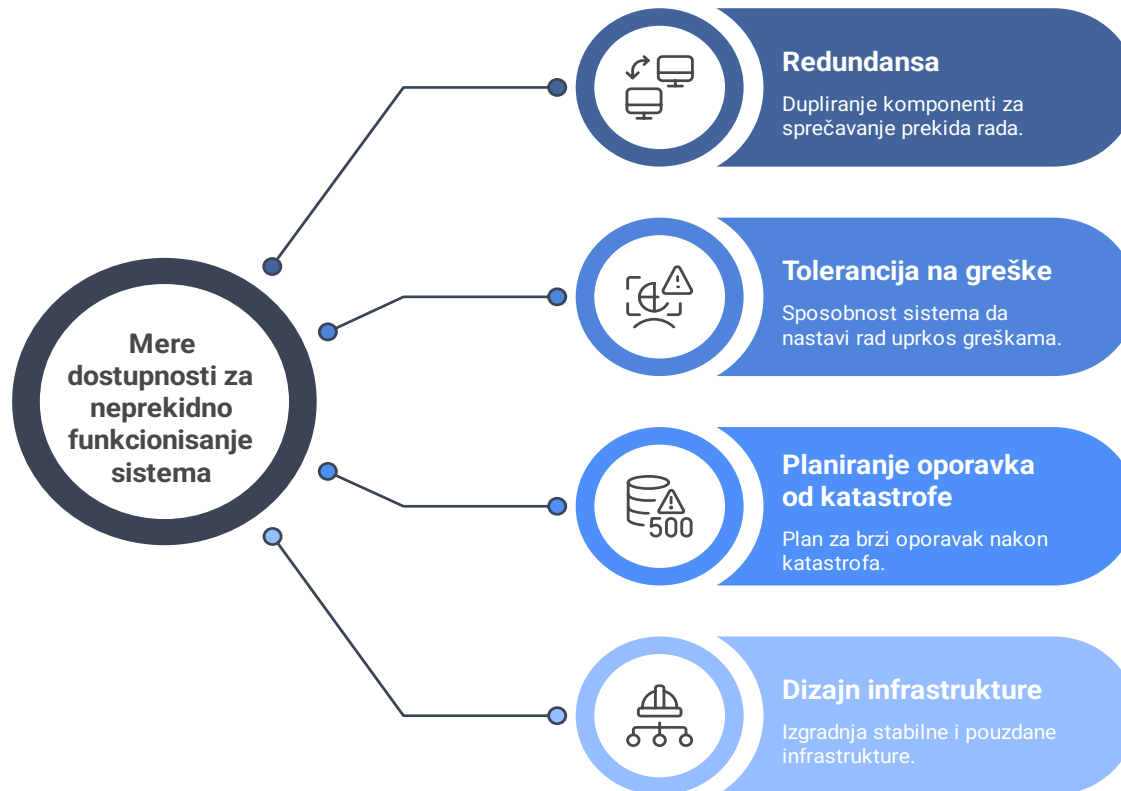 Mere
dostupnosti za
neprekidno
funkcionisanje
sistema
Redundansa
Dupliranje komponenti za
sprečavanje prekida rada.
Tolerancija na greške
Sposobnost sistema da
nastavi rad uprkos greškama.
500
Planiranje oporavka
od katastrofe
Plan za brzi oporavak nakon
katastrofa.
Dizajn infrastrukture
Izgradnja stabilne i pouzdane
infrastrukture.